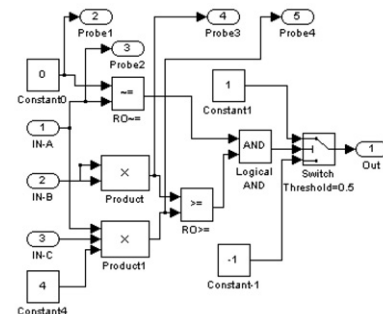 2
Probe1
4
Probe3
5
Probe4
3
Probe2
0
Constant0
~=
RO~=
1
Constant1
1
IN-A
AND
Logical
AND
1
Out
Switch
Threshold=0.5
2
IN-B
×
Product
>=
RO>=
3
IN-C
×
Product1
-1
Constant-1
4
Constant4